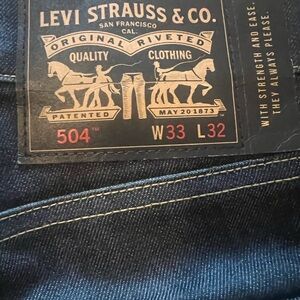 LEVI STRAUSS & CO.
SAN FRANCISCO
CAL.
ORIGINAL RIVETED
QUALITY CLOTHING
PATENTED MAY 20 1873
504™ W33 L32
WITH STRENGTH AND EASE.
THEY ALWAYS PLEASE.